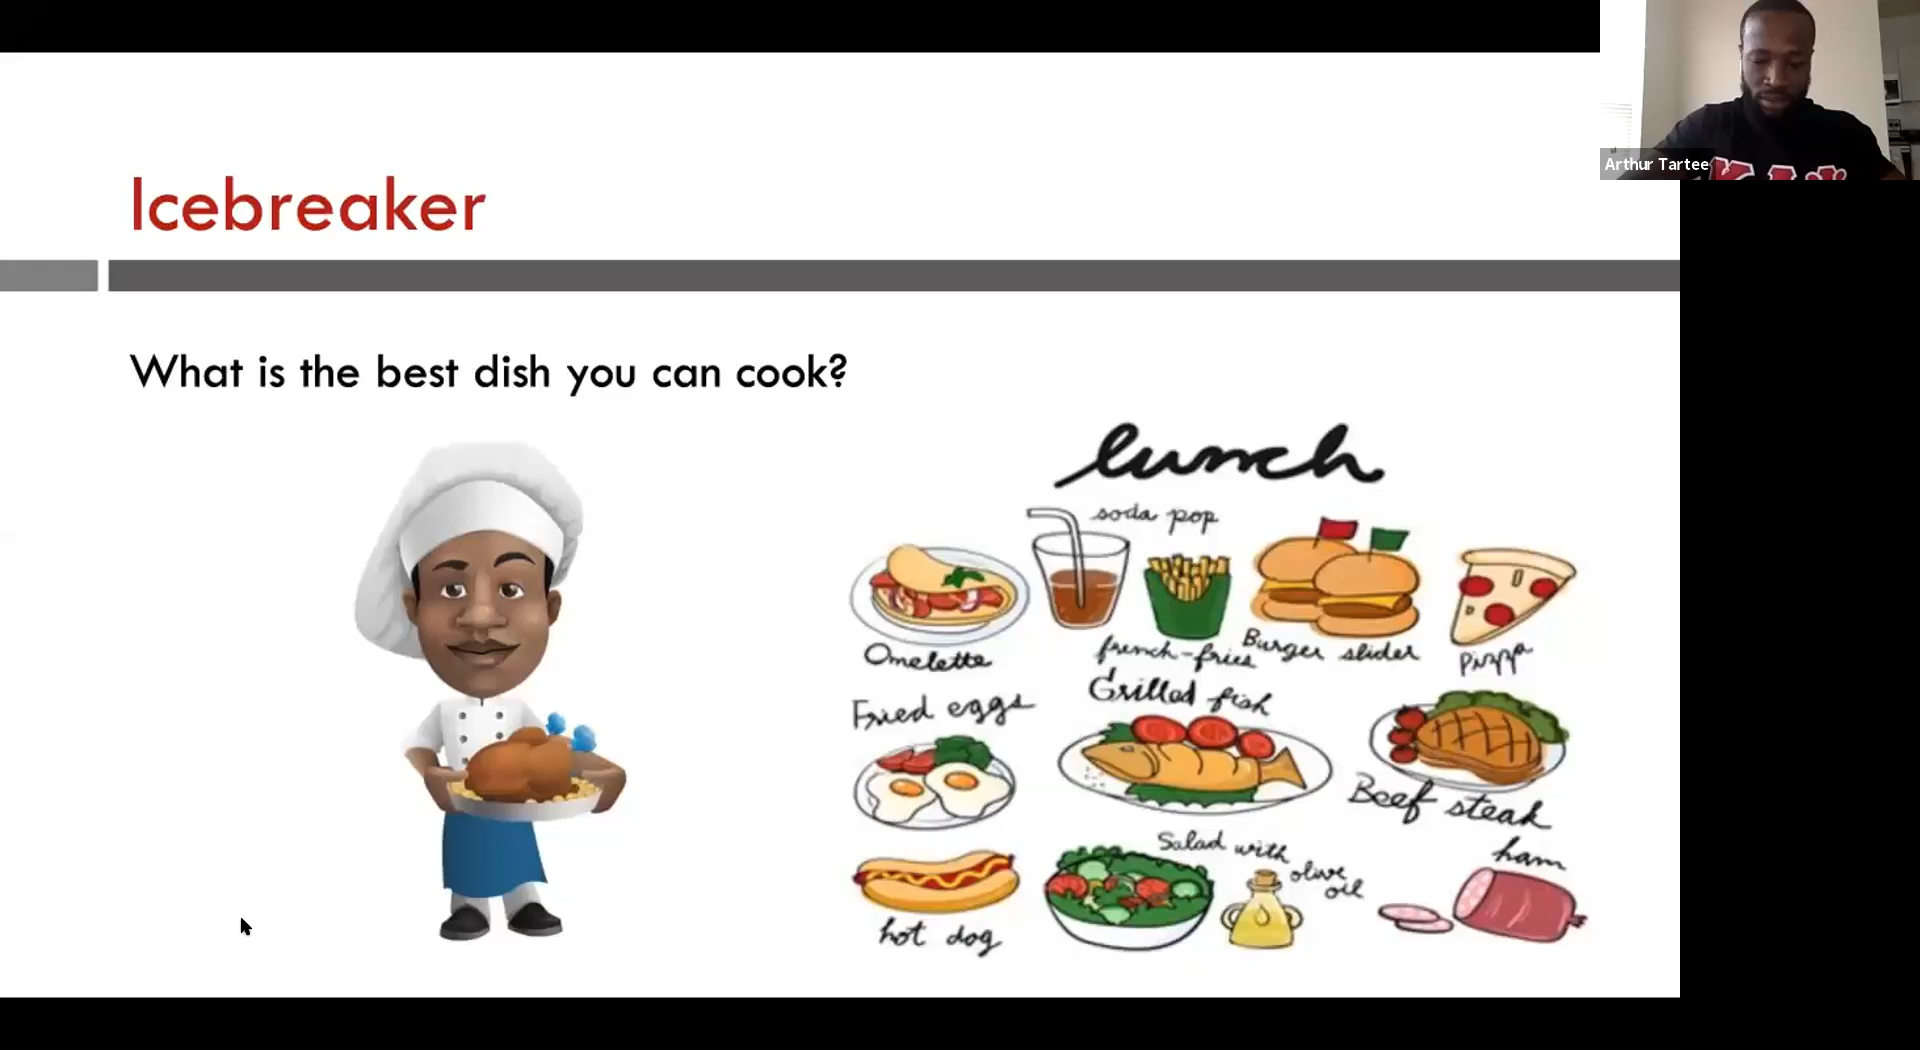 Arthur Tartee
Icebreaker
What is the best dish you can cook?
lunch
soda pop
Omelette
french-fries
Burger slider
Pizza
Fried eggs
Grilled fish
Beef steak
hot dog
Salad with
olive
oil
ham